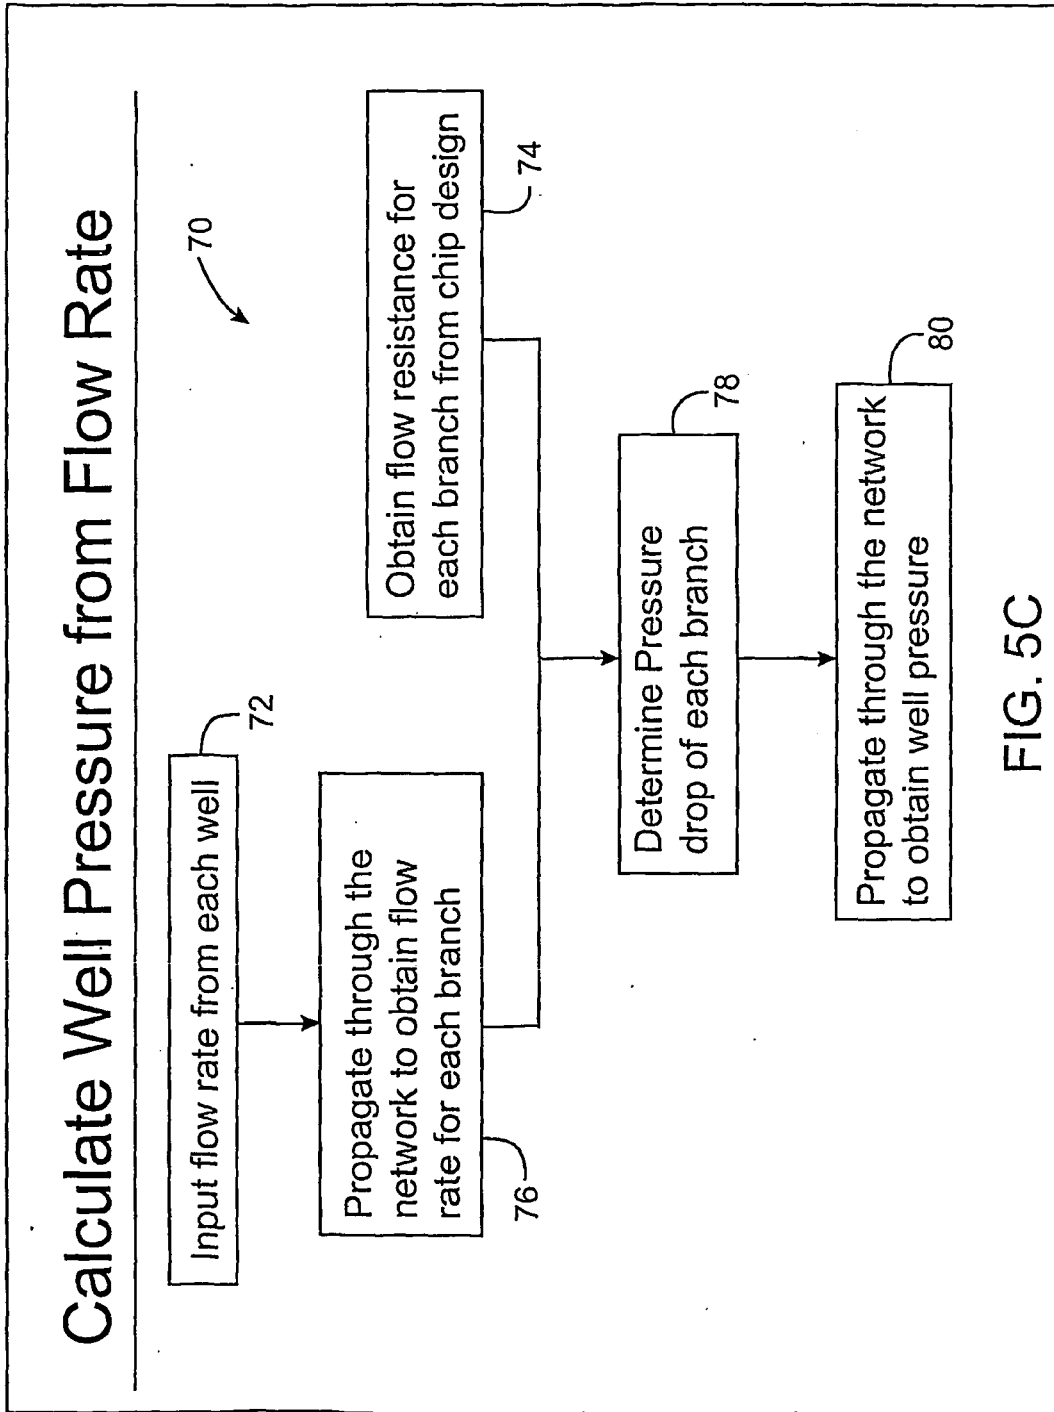 Calculate Well Pressure from Flow Rate
70
Input flow rate from each well
72
Propagate through the
network to obtain flow
rate for each branch
76
Obtain flow resistance for
each branch from chip design
74
Determine Pressure
drop of each branch
78
Propagate through the network
to obtain well pressure
80
FIG. 5C